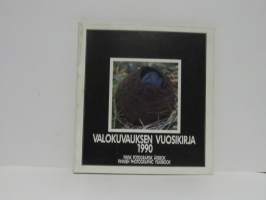 VALOKUVAUKSEN VUOSIKIRJA
1990
FINSK FOTOGRAFISK ÅRSBOK
FINNISH PHOTOGRAPHIC YEARBOOK